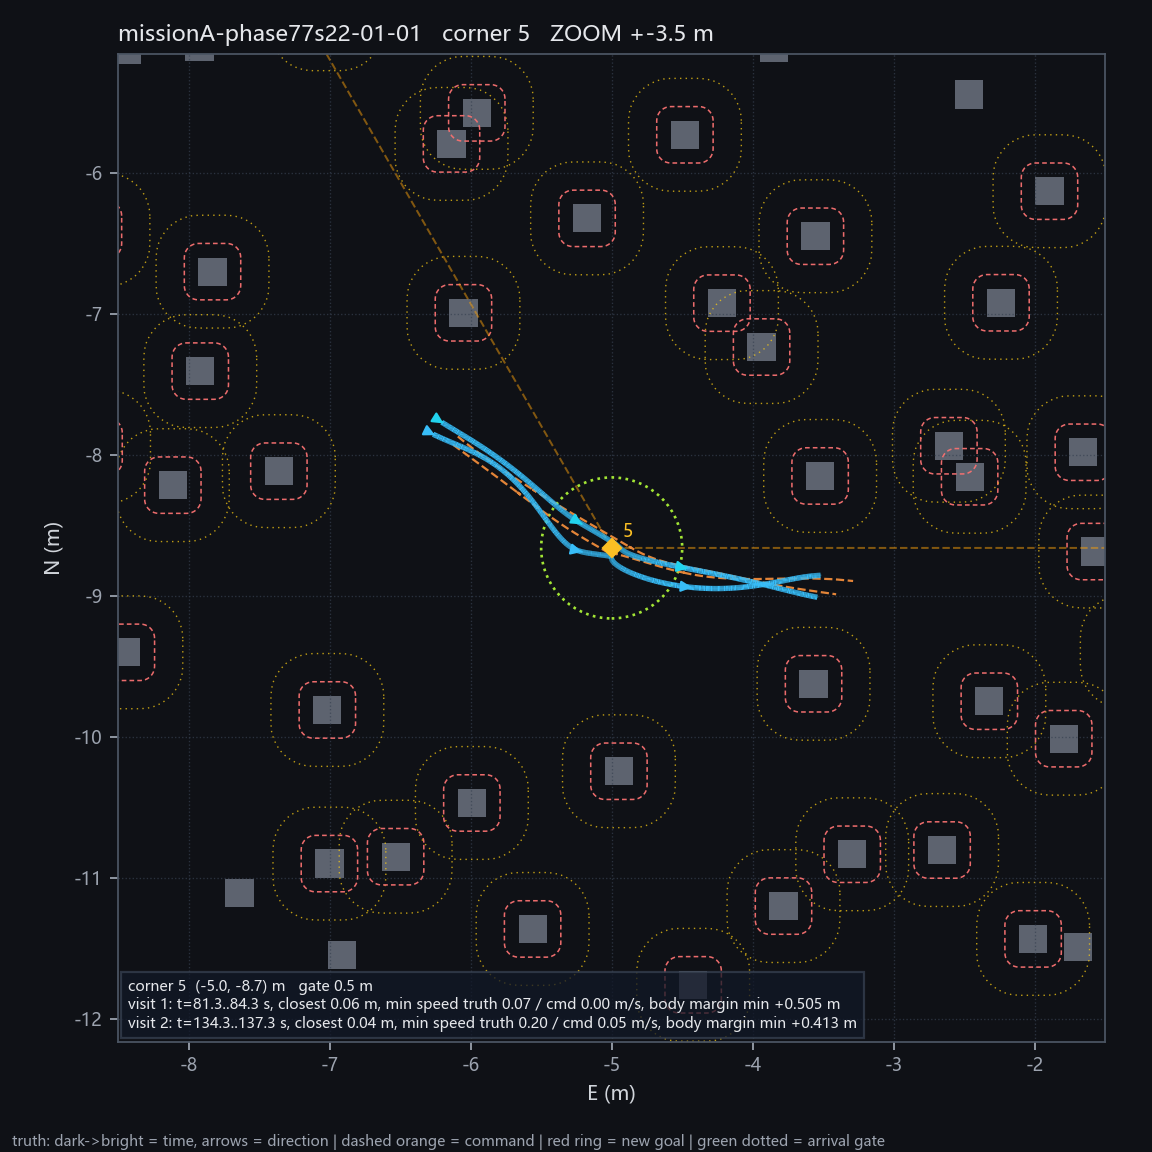 missionA-phase77s22-01-01   corner 5   ZOOM +-3.5 m
-6
-7
-8
-9
-10
-11
-12
N (m)
5
corner 5  (-5.0, -8.7) m   gate 0.5 m
visit 1: t=81.3..84.3 s, closest 0.06 m, min speed truth 0.07 / cmd 0.00 m/s, body margin min +0.505 m
visit 2: t=134.3..137.3 s, closest 0.04 m, min speed truth 0.20 / cmd 0.05 m/s, body margin min +0.413 m
-8 -7 -6 -5 -4 -3 -2
E (m)
truth: dark->bright = time, arrows = direction | dashed orange = command | red ring = new goal | green dotted = arrival gate